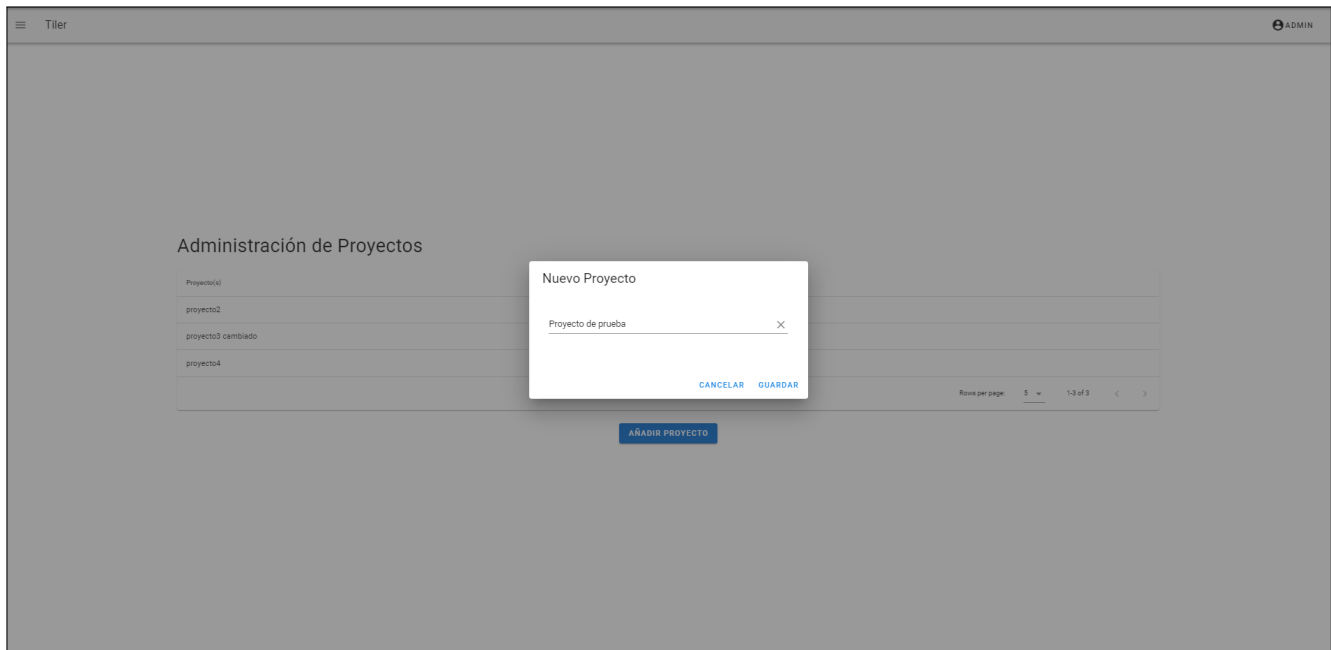 Tiler
ADMIN
Administración de Proyectos
Proyecto(s)
proyecto2
proyecto3 cambiado
proyecto4
Rows per page: 5 1-3 of 3
AÑADIR PROYECTO
Nuevo Proyecto
Proyecto de prueba
CANCELAR GUARDAR